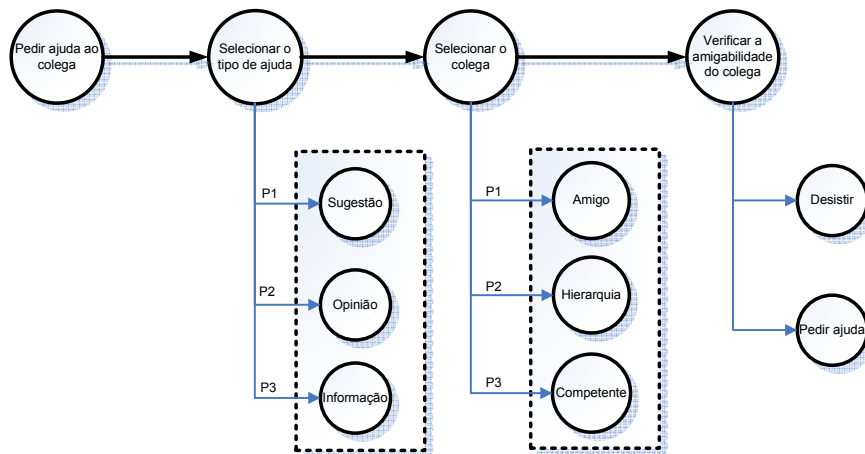 Pedir ajuda ao
colega
Selecionar o
tipo de ajuda
Selecionar o
colega
Verificar a
amigabilidade
do colega
P1
Sugestão
P2
Opinião
P3
Informação
P1
Amigo
P2
Hierarquia
P3
Competente
Desistir
Pedir ajuda